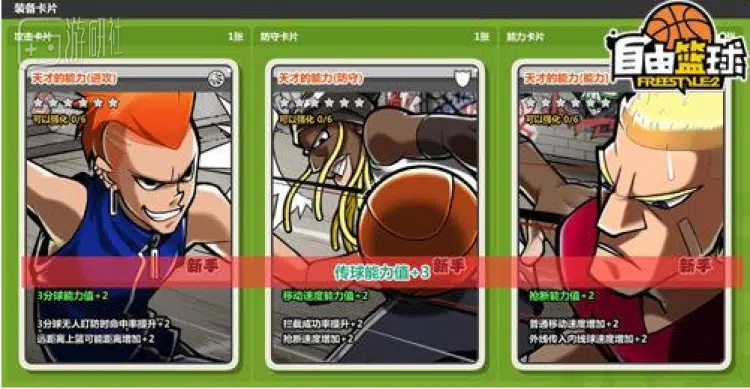 装备卡片
游研社
攻击卡片 1张
防守卡片 1张
能力卡片
自由篮球
FREESTYLE2
天才的能力(进攻)
可以强化 0/6
新手
3分球能力值+2
3分球无人盯防时命中率提升+2
远距离上篮可能距离增加+2
天才的能力(防守)
可以强化 0/6
新手
移动速度能力值+2
拦截成功率提升+2
抢断速度增加+2
天才的能力(能力)
可以强化 0/6
新手
抢断能力值+2
普通移动速度增加+2
外线传入内线球速度增加+2
传球能力值+3